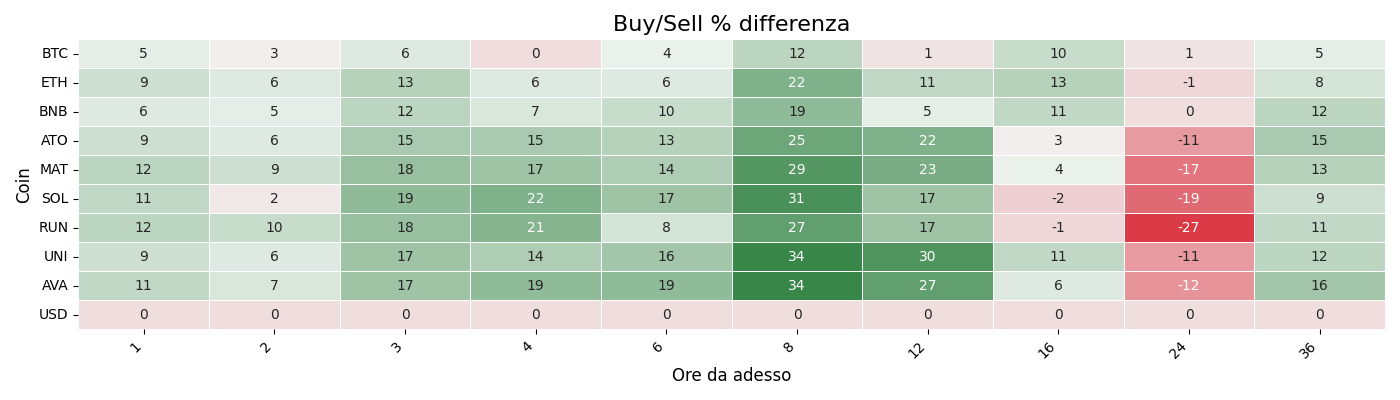 Buy/Sell % differenza
Coin
BTC 5 3 6 0 4 12 1 10 1 5
ETH 9 6 13 6 6 22 11 13 -1 8
BNB 6 5 12 7 10 19 5 11 0 12
ATO 9 6 15 15 13 25 22 3 -11 15
MAT 12 9 18 17 14 29 23 4 -17 13
SOL 11 2 19 22 17 31 17 -2 -19 9
RUN 12 10 18 21 8 27 17 -1 -27 11
UNI 9 6 17 14 16 34 30 11 -11 12
AVA 11 7 17 19 19 34 27 6 -12 16
USD 0 0 0 0 0 0 0 0 0 0
1 2 3 4 6 8 12 16 24 36
Ore da adesso